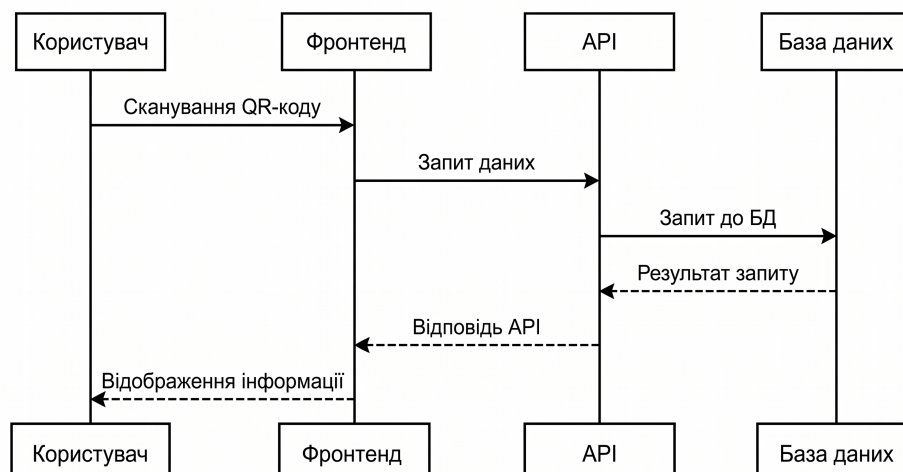 Користувач
Фронтенд
API
База даних
Сканування QR-коду
Запит даних
Запит до БД
Результат запиту
Відповідь API
Відображення інформації
Користувач
Фронтенд
API
База даних